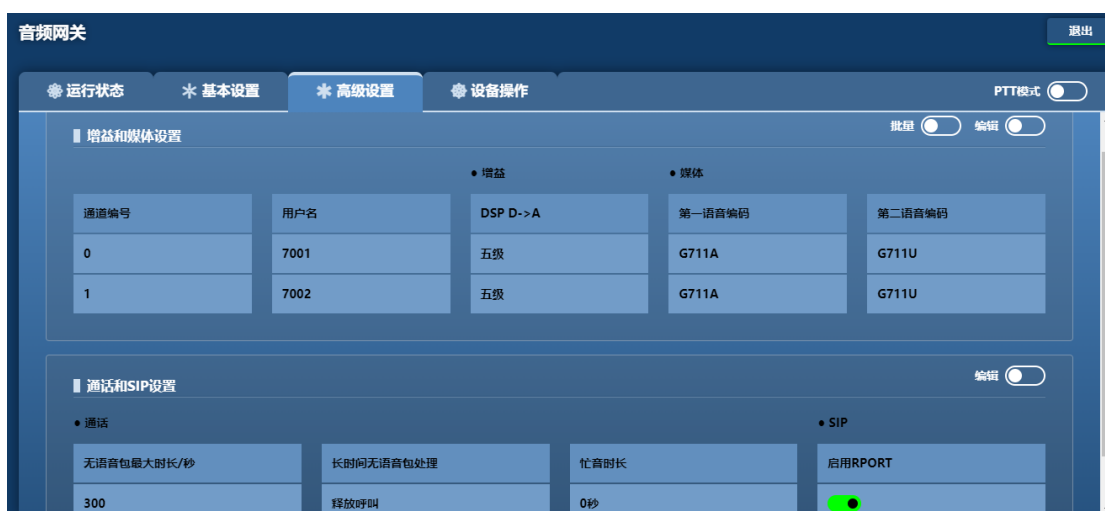 音频网关 退出
运行状态 基本设置 高级设置 设备操作 PTT模式
增益和媒体设置 批量 编辑
● 增益 ● 媒体
通道编号 用户名 DSP D->A 第一语音编码 第二语音编码
0 7001 五级 G711A G711U
1 7002 五级 G711A G711U
通话和SIP设置 编辑
● 通话 ● SIP
无语音包最大时长/秒 长时间无语音包处理 忙音时长 启用RPORT
300 释放呼叫 0秒